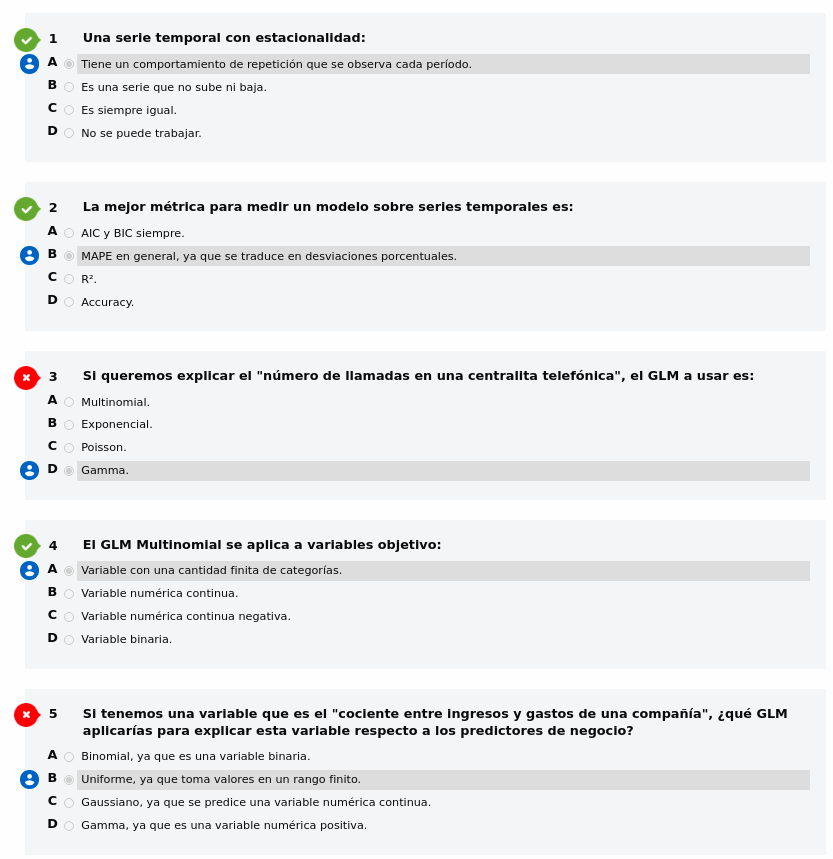 1 Una serie temporal con estacionalidad:
A Tiene un comportamiento de repetición que se observa cada período.
B Es una serie que no sube ni baja.
C Es siempre igual.
D No se puede trabajar.
2 La mejor métrica para medir un modelo sobre series temporales es:
A AIC y BIC siempre.
B MAPE en general, ya que se traduce en desviaciones porcentuales.
C R².
D Accuracy.
3 Si queremos explicar el "número de llamadas en una centralita telefónica", el GLM a usar es:
A Multinomial.
B Exponencial.
C Poisson.
D Gamma.
4 El GLM Multinomial se aplica a variables objetivo:
A Variable con una cantidad finita de categorías.
B Variable numérica continua.
C Variable numérica continua negativa.
D Variable binaria.
5 Si tenemos una variable que es el "cociente entre ingresos y gastos de una compañía", ¿qué GLM
aplicarías para explicar esta variable respecto a los predictores de negocio?
A Binomial, ya que es una variable binaria.
B Uniforme, ya que toma valores en un rango finito.
C Gaussiano, ya que se predice una variable numérica continua.
D Gamma, ya que es una variable numérica positiva.